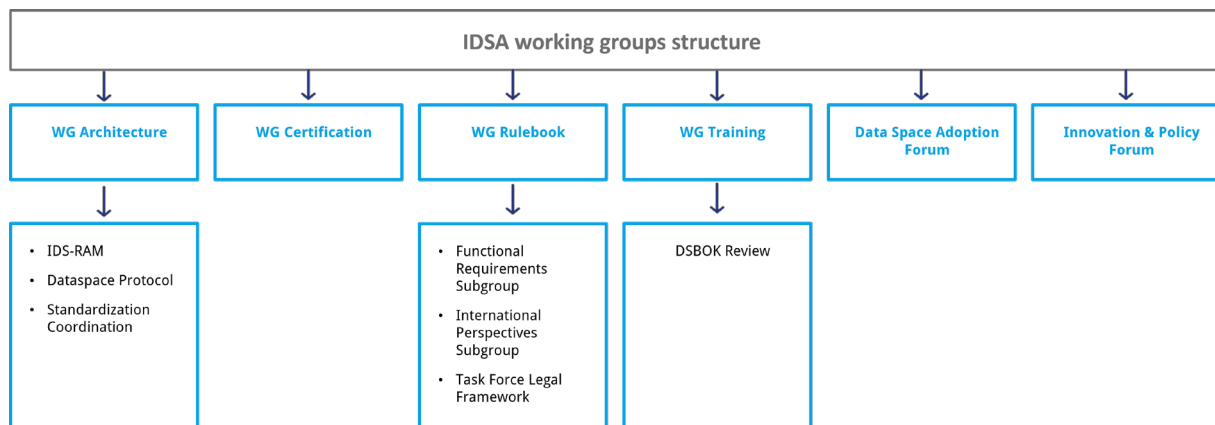 IDSA working groups structure
WG Architecture
WG Certification
WG Rulebook
WG Training
Data Space Adoption
Forum
Innovation & Policy
Forum
• IDS-RAM
• Dataspace Protocol
• Standardization
Coordination
• Functional
Requirements
Subgroup
• International
Perspectives
Subgroup
• Task Force Legal
Framework
DSBOK Review